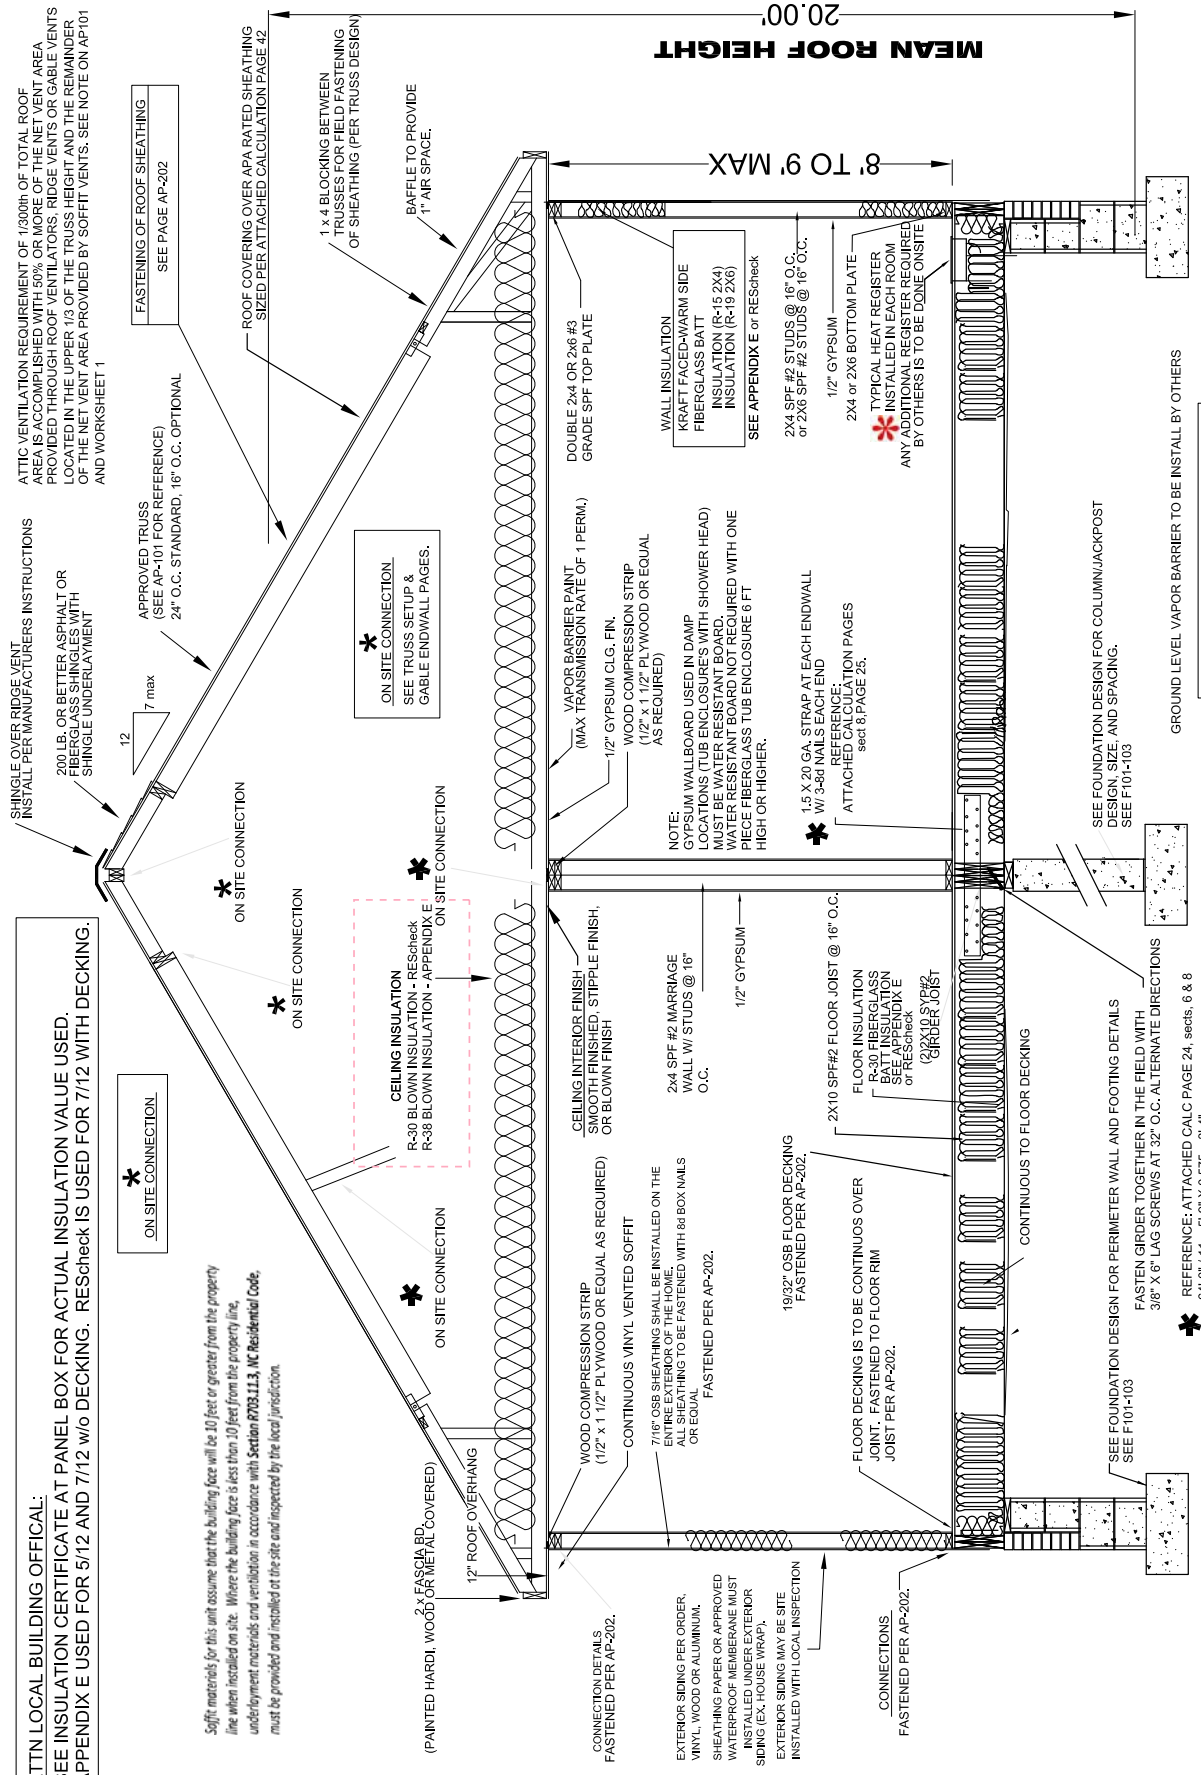 TTN LOCAL BUILDING OFFICAL:
EE INSULATION CERTIFICATE AT PANEL BOX FOR ACTUAL INSULATION VALUE USED.
APPENDIX E USED FOR 5/12 AND 7/12 w/o DECKING. REScheck IS USED FOR 7/12 WITH DECKING.
Soffit materials for this unit assume that the building face will be 10 feet or greater from the property
line when installed on site. Where the building face is less than 10 feet from the property line,
underlayment materials and ventilation in accordance with Section R703.11.3, NC Residential Code,
must be provided and installed at the site and inspected by the local jurisdiction.
SHINGLE OVER RIDGE VENT
INSTALL PER MANUFACTURERS INSTRUCTIONS
200 LB. OR BETTER ASPHALT OR
FIBERGLASS SHINGLES WITH
SHINGLE UNDERLAYMENT
12
7 max
APPROVED TRUSS
(SEE AP-101 FOR REFERENCE)
24" O.C. STANDARD, 16" O.C. OPTIONAL
ATTIC VENTILATION REQUIREMENT OF 1/300th OF TOTAL ROOF
AREA IS ACCOMPLISHED WITH 50% OR MORE OF THE NET VENT AREA
PROVIDED THROUGH ROOF VENTILATORS, RIDGE VENTS OR GABLE VENTS
LOCATED IN THE UPPER 1/3 OF THE TRUSS HEIGHT AND THE REMAINDER
OF THE NET VENT AREA PROVIDED BY SOFFIT VENTS. SEE NOTE ON AP101
AND WORKSHEET 1
FASTENING OF ROOF SHEATHING
SEE PAGE AP-202
ROOF COVERING OVER APA RATED SHEATHING
SIZED PER ATTACHED CALCULATION PAGE 42
1 x 4 BLOCKING BETWEEN
TRUSSES FOR FIELD FASTENING
OF SHEATHING (PER TRUSS DESIGN)
BAFFLE TO PROVIDE
1" AIR SPACE.
20.00'
MEAN ROOF HEIGHT
8' TO 9' MAX
* ON SITE CONNECTION
* ON SITE CONNECTION
* ON SITE CONNECTION
* ON SITE CONNECTION
* ON SITE CONNECTION
* ON SITE CONNECTION
SEE TRUSS SETUP &
GABLE ENDWALL PAGES.
CEILING INSULATION
R-30 BLOWN INSULATION - REScheck
R-38 BLOWN INSULATION - APPENDIX E
2 x FASCIA BD.
(PAINTED HARDI, WOOD OR METAL COVERED)
12" ROOF OVERHANG
WOOD COMPRESSION STRIP
(1/2" x 1 1/2" PLYWOOD OR EQUAL AS REQUIRED)
CONTINUOUS VINYL VENTED SOFFIT
7/16" OSB SHEATHING SHALL BE INSTALLED ON THE
ENTIRE EXTERIOR OF THE HOME.
ALL SHEATHING TO BE FASTENED WITH 8d BOX NAILS
OR EQUAL
FASTENED PER AP-202.
CONNECTION DETAILS
FASTENED PER AP-202.
EXTERIOR SIDING PER ORDER,
VINYL, WOOD OR ALUMINUM.
SHEATHING PAPER OR APPROVED
WATERPROOF MEMBERANE MUST
INSTALLED UNDER EXTERIOR
SIDING (EX. HOUSE WRAP).
EXTERIOR SIDING MAY BE SITE
INSTALLED WITH LOCAL INSPECTION
CONNECTIONS
FASTENED PER AP-202.
CEILING INTERIOR FINISH
SMOOTH FINISHED, STIPPLE FINISH,
OR BLOWN FINISH
2x4 SPF #2 MARRIAGE
WALL W/ STUDS @ 16"
O.C.
1/2" GYPSUM
19/32" OSB FLOOR DECKING
FASTENED PER AP-202.
FLOOR DECKING IS TO BE CONTINUOS OVER
JOINT. FASTENED TO FLOOR RIM
JOIST PER AP-202.
2X10 SPF#2 FLOOR JOIST @ 16" O.C.
FLOOR INSULATION
R-30 FIBERGLASS
BATT INSULATION
SEE APPENDIX E
or REScheck
(2)2X10 SYP#2
GIRDER JOIST
VAPOR BARRIER PAINT
(MAX TRANSMISSION RATE OF 1 PERM.)
1/2" GYPSUM CLG. FIN.
WOOD COMPRESSION STRIP
(1/2" x 1 1/2" PLYWOOD OR EQUAL
AS REQUIRED)
NOTE:
GYPSUM WALLBOARD USED IN DAMP
LOCATIONS (TUB ENCLOSURE'S WITH SHOWER HEAD)
MUST BE WATER RESISTANT BOARD.
WATER RESISTANT BOARD NOT REQUIRED WITH ONE
PIECE FIBERGLASS TUB ENCLOSURE 6 FT
HIGH OR HIGHER.
* 1.5 X 20 GA. STRAP AT EACH ENDWALL
W/ 3-8d NAILS EACH END
REFERENCE:
ATTACHED CALCULATION PAGES
sect 8,PAGE 25.
DOUBLE 2x4 OR 2x6 #3
GRADE SPF TOP PLATE
WALL INSULATION
KRAFT FACED-WARM SIDE
FIBERGLASS BATT
INSULATION (R-15 2X4)
INSULATION (R-19 2X6)
SEE APPENDIX E or REScheck
2X4 SPF #2 STUDS @ 16" O.C.
or 2X6 SPF #2 STUDS @ 16" O.C.
1/2" GYPSUM
2X4 or 2X6 BOTTOM PLATE
* TYPICAL HEAT REGISTER
INSTALLED IN EACH ROOM
ANY ADDITIONAL REGISTER REQUIRED
BY OTHERS IS TO BE DONE ONSITE
CONTINUOUS TO FLOOR DECKING
SEE FOUNDATION DESIGN FOR PERIMETER WALL AND FOOTING DETAILS
SEE F101-103
FASTEN GIRDER TOGETHER IN THE FIELD WITH
3/8" X 6" LAG SCREWS AT 32" O.C. ALTERNATE DIRECTIONS
* REFERENCE: ATTACHED CALC PAGE 24, sects, 6 & 8
SEE FOUNDATION DESIGN FOR COLUMN/JACKPOST
DESIGN, SIZE, AND SPACING.
SEE F101-103
GROUND LEVEL VAPOR BARRIER TO BE INSTALL BY OTHERS